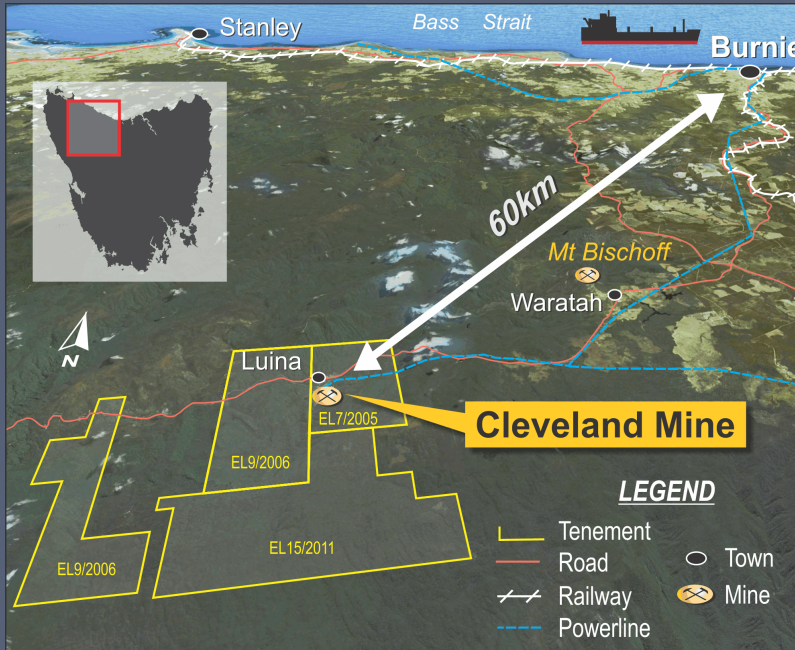 Stanley
Bass Strait
Burnie
60km
Mt Bischoff
Waratah
N
Luina
EL7/2005
Cleveland Mine
EL9/2006
EL15/2011
EL9/2006
LEGEND
Tenement
Road
Railway
Powerline
Town
Mine